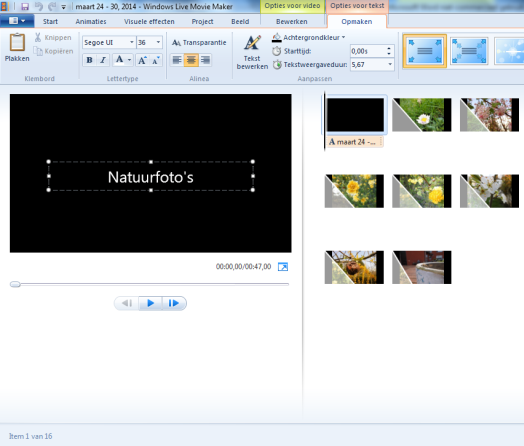 maart 24 - 30, 2014 - Windows Live Movie Maker
Opties voor video
Opties voor tekst
Start
Animaties
Visuele effecten
Project
Beeld
Bewerken
Opmaken
Plakken
Knippen
Kopiëren
Klembord
Segoe UI
36
B I A A A
Lettertype
Transparantie
Alinea
Tekst
bewerken
Achtergrondkleur
Starttijd:
0,00s
Tekstweergaveduur:
5,67
Aanpassen
Natuurfoto's
A maart 24 -...
00:00,00/00:47,00
Item 1 van 16